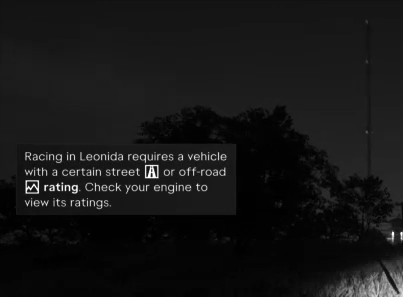 Racing in Leonida requires a vehicle
with a certain street or off-road
rating. Check your engine to
view its ratings.